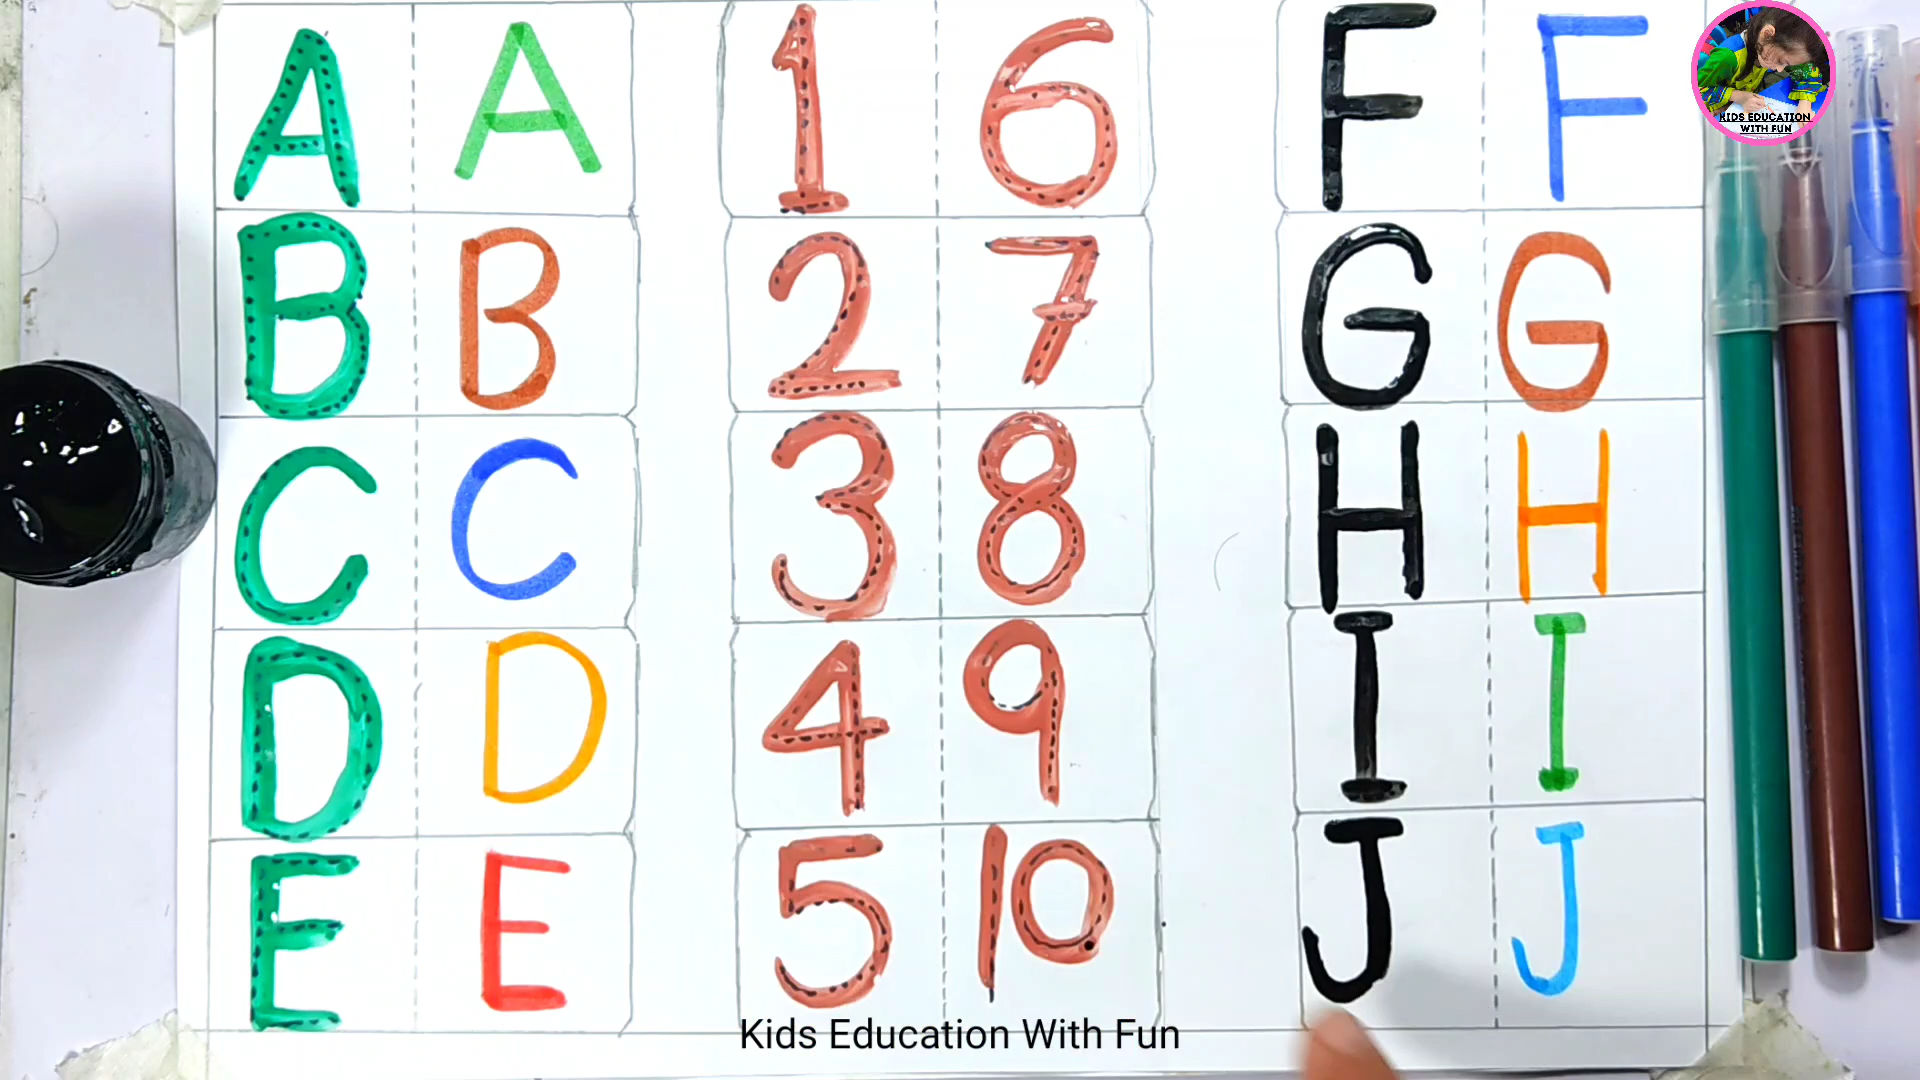 A A 1 6 F F
KIDS EDUCATION
WITH FUN
B B 2 7 G G
C C 3 8 H H
D D 4 9 I I
E E 5 10 J J
Kids Education With Fun